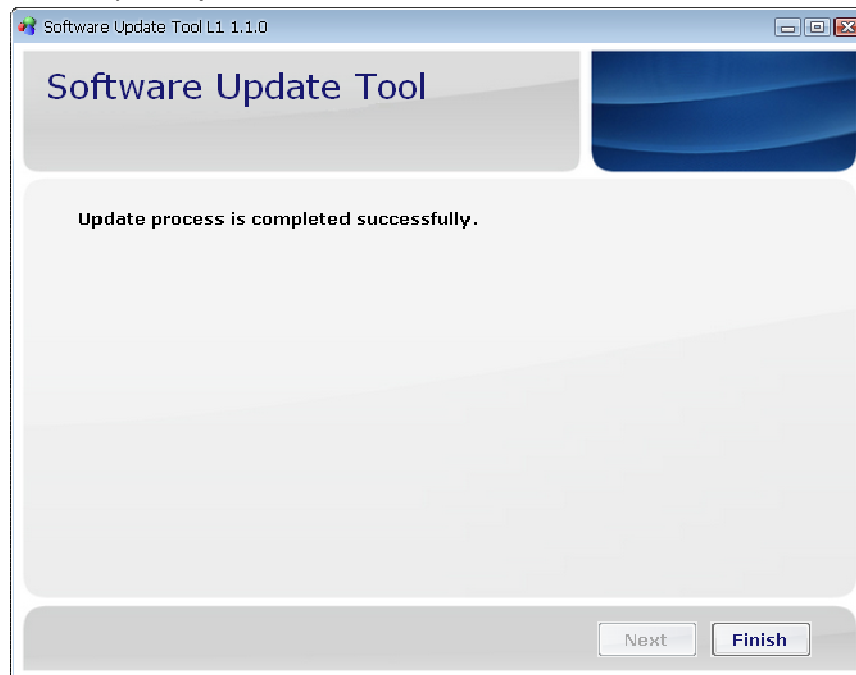 Software Update Tool L1 1.1.0
Software Update Tool
Update process is completed successfully.
Next
Finish